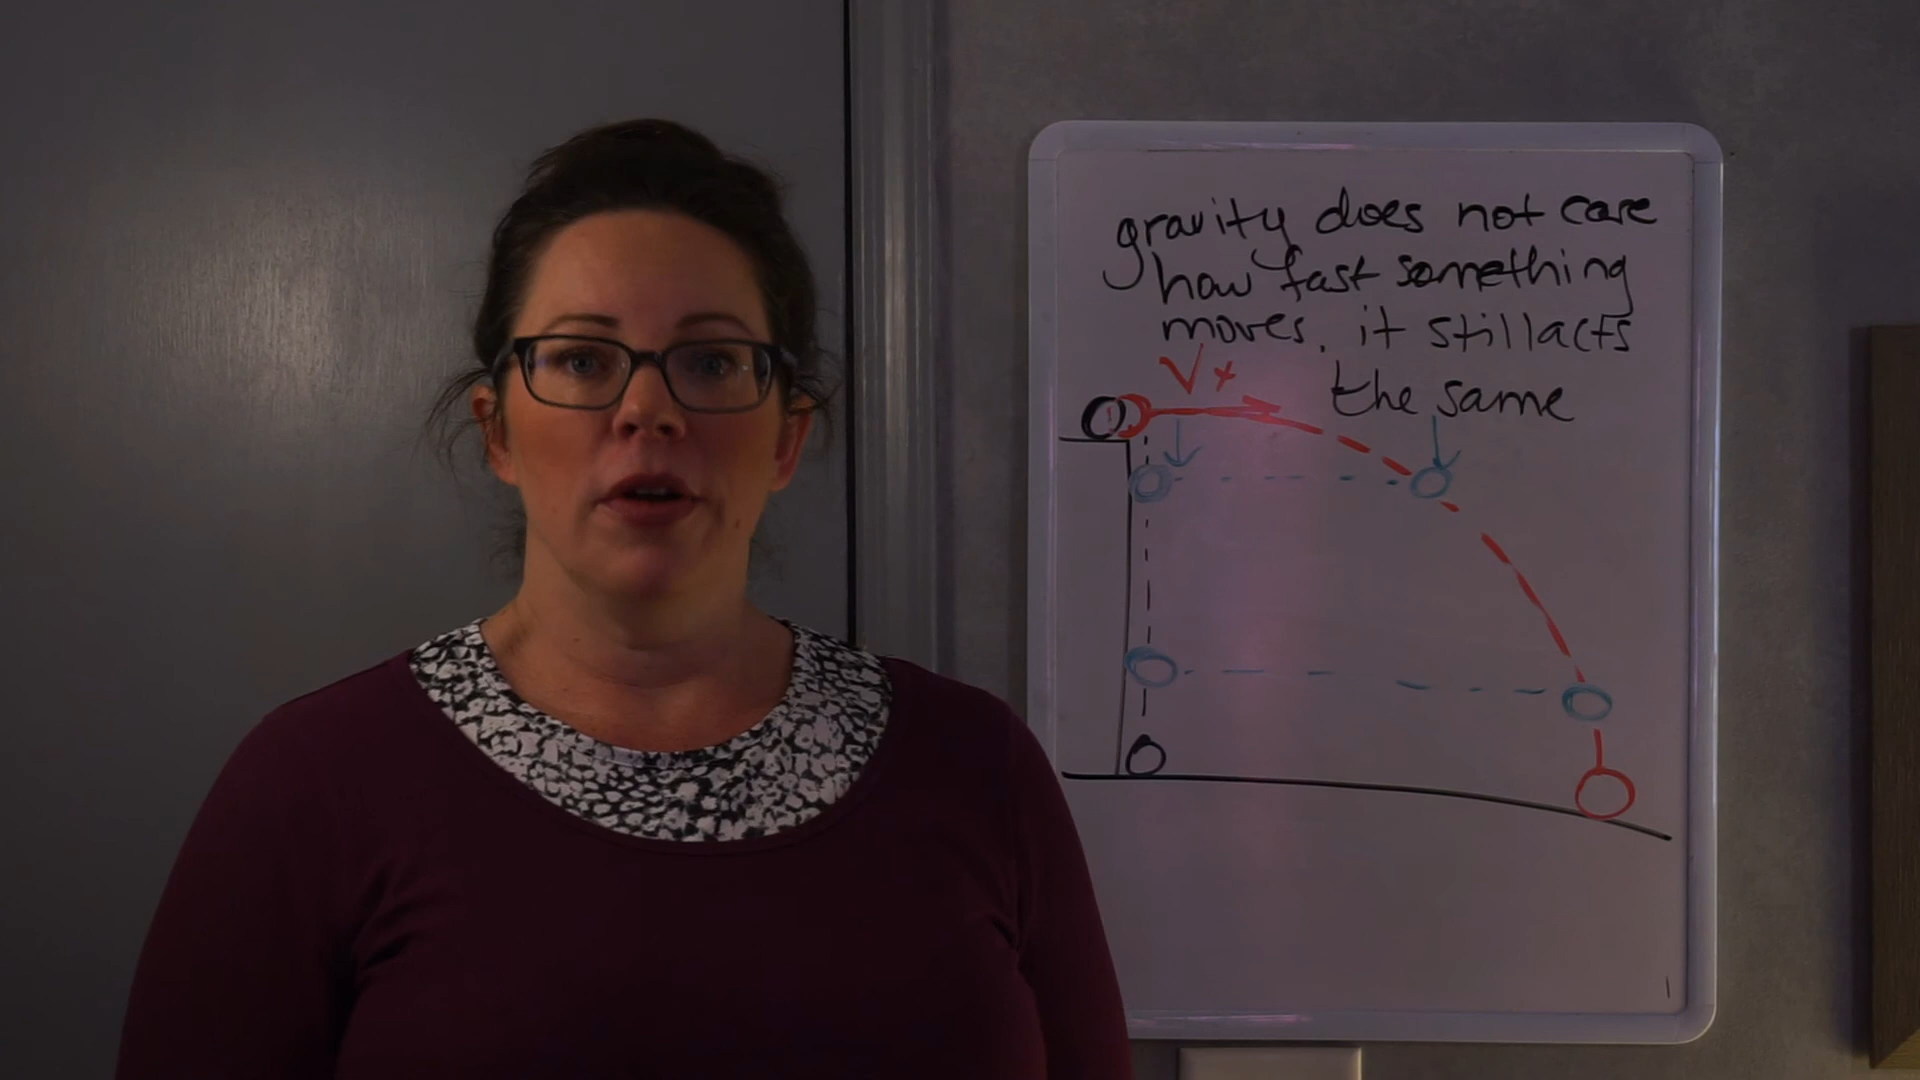 gravity does not care
how fast something
moves. it still acts
the same
Vx